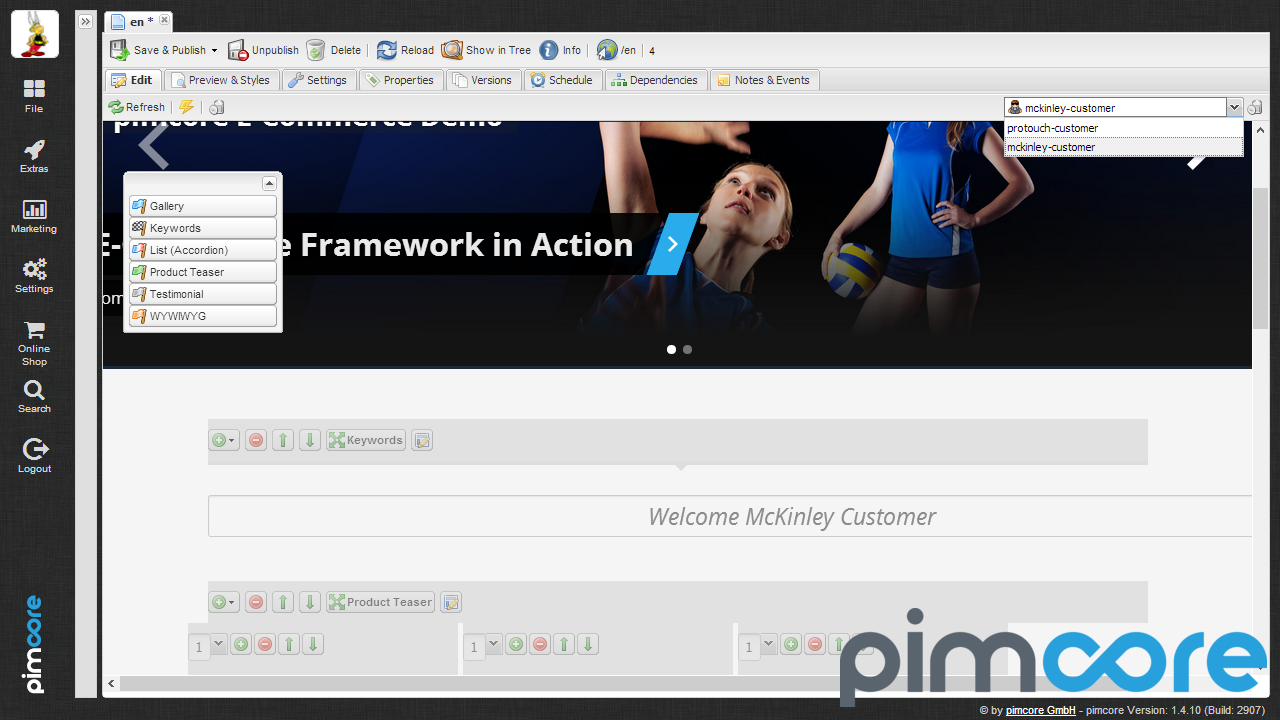 en *
Save & Publish
Unpublish
Delete
Reload
Show in Tree
Info
/en
4
Edit
Preview & Styles
Settings
Properties
Versions
Schedule
Dependencies
Notes & Events
Refresh
mckinley-customer
protouch-customer
mckinley-customer
File
Extras
Marketing
Settings
Online
Shop
Search
Logout
pimcore
pimcore E-Commerce Demo
Gallery
Keywords
List (Accordion)
Product Teaser
Testimonial
WYWIWYG
Framework in Action
Keywords
Welcome McKinley Customer
Product Teaser
1
1
1
pimcore
© by pimcore GmbH - pimcore Version: 1.4.10 (Build: 2907)